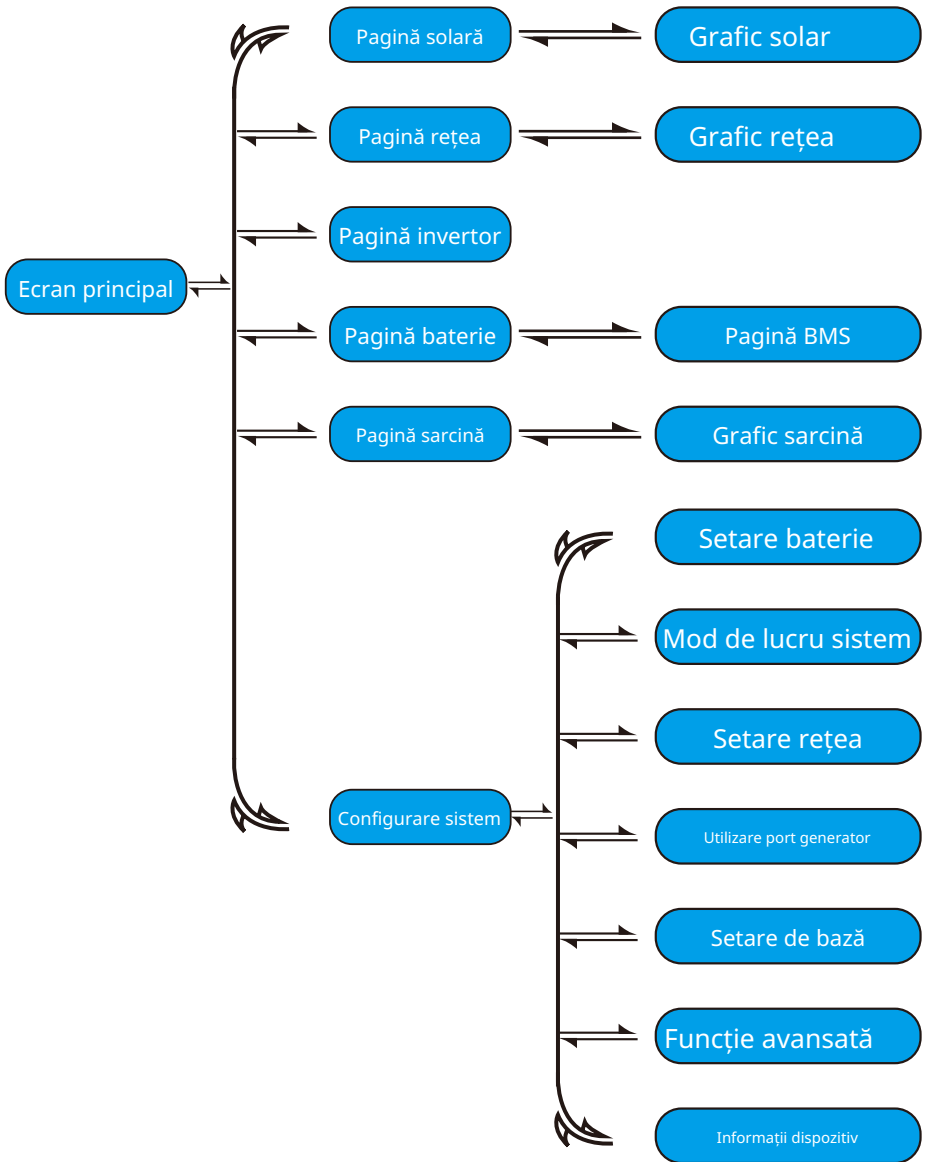 Pagină solară
Grafic solar
Pagină rețea
Grafic rețea
Pagină invertor
Ecran principal
Pagină baterie
Pagină BMS
Pagină sarcină
Grafic sarcină
Setare baterie
Mod de lucru sistem
Setare rețea
Configurare sistem
Utilizare port generator
Setare de bază
Funcție avansată
Informații dispozitiv